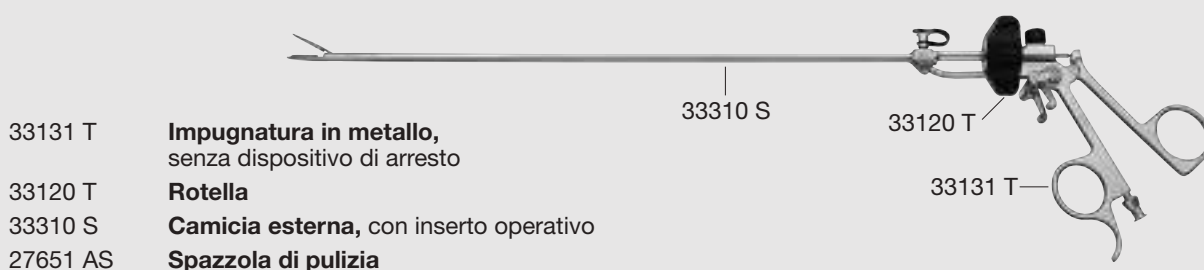 33310 S
33120 T
33131 T
33131 T Impugnatura in metallo,
senza dispositivo di arresto
33120 T Rotella
33310 S Camicia esterna, con inserto operativo
27651 AS Spazzola di pulizia